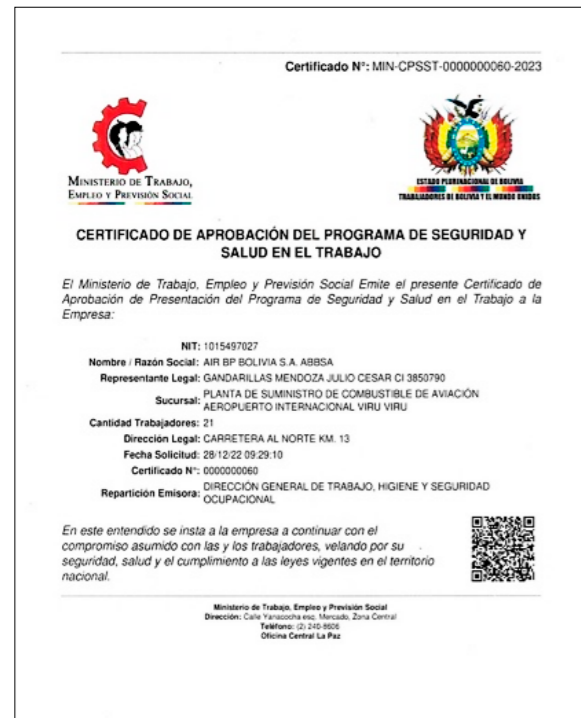 Certificado N°: MIN-CPSST-0000000060-2023
MINISTERIO DE TRABAJO,
EMPLEO Y PREVISIÓN SOCIAL
ESTADO PLURINACIONAL DE BOLIVIA
TRABAJADORES DE BOLIVIA Y EL MUNDO UNIDOS
CERTIFICADO DE APROBACIÓN DEL PROGRAMA DE SEGURIDAD Y
SALUD EN EL TRABAJO
El Ministerio de Trabajo, Empleo y Previsión Social Emite el presente Certificado de
Aprobación de Presentación del Programa de Seguridad y Salud en el Trabajo a la
Empresa:
NIT: 1015497027
Nombre / Razón Social: AIR BP BOLIVIA S.A. ABBSA
Representante Legal: GANDARILLAS MENDOZA JULIO CESAR CI 3850790
Sucursal: PLANTA DE SUMINISTRO DE COMBUSTIBLE DE AVIACIÓN
AEROPUERTO INTERNACIONAL VIRU VIRU
Cantidad Trabajadores: 21
Dirección Legal: CARRETERA AL NORTE KM. 13
Fecha Solicitud: 28/12/22 09:29:10
Certificado N°: 0000000060
Repartición Emisora: DIRECCIÓN GENERAL DE TRABAJO, HIGIENE Y SEGURIDAD
OCUPACIONAL
En este entendido se insta a la empresa a continuar con el
compromiso asumido con las y los trabajadores, velando por su
seguridad, salud y el cumplimiento a las leyes vigentes en el territorio
nacional.
Ministerio de Trabajo, Empleo y Previsión Social
Dirección: Calle Yanacocha esq. Mercado, Zona Central
Teléfono: (2) 240-8606
Oficina Central La Paz